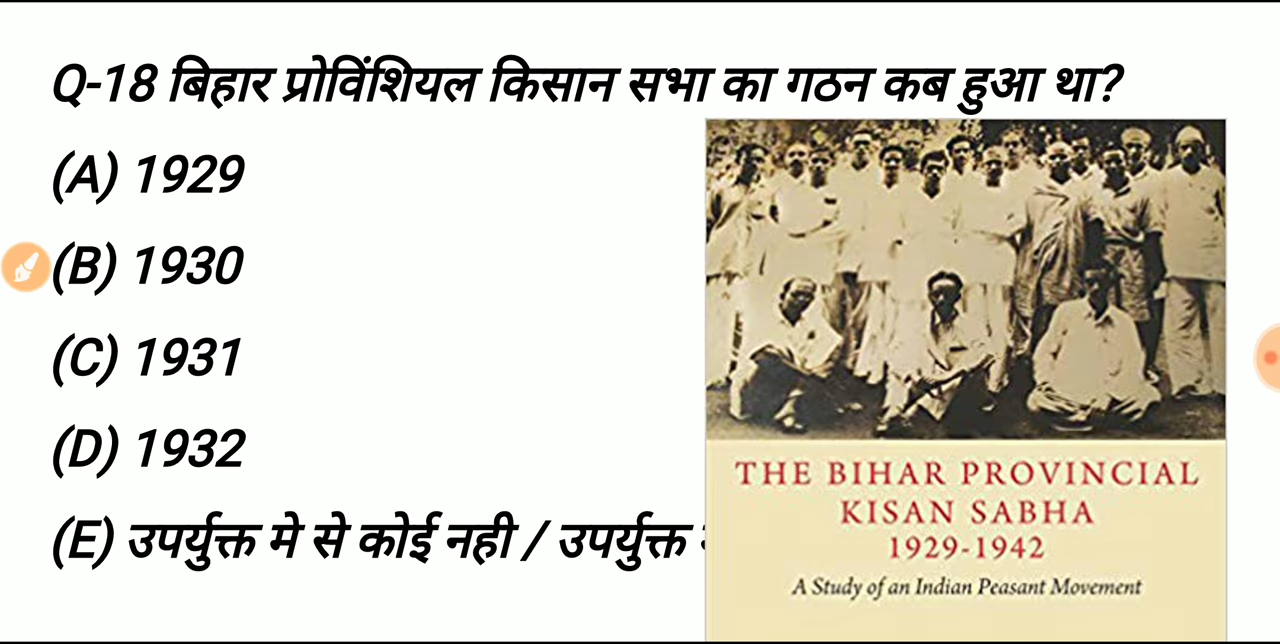 Q-18 बिहार प्रोविंशियल किसान सभा का गठन कब हुआ था?
(A) 1929
(B) 1930
(C) 1931
(D) 1932
(E) उपर्युक्त मे से कोई नही / उपर्युक्त
THE BIHAR PROVINCIAL
KISAN SABHA
1929-1942
A Study of an Indian Peasant Movement